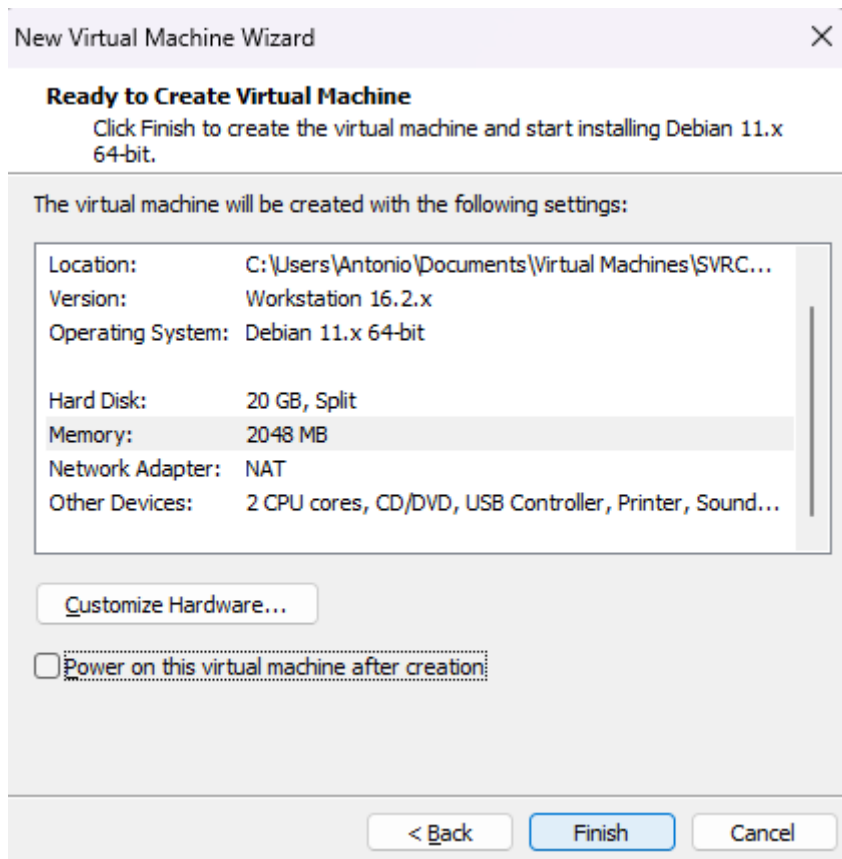 New Virtual Machine Wizard
Ready to Create Virtual Machine
Click Finish to create the virtual machine and start installing Debian 11.x
64-bit.
The virtual machine will be created with the following settings:
Location: C:\Users\Antonio\Documents\Virtual Machines\SVRC...
Version: Workstation 16.2.x
Operating System: Debian 11.x 64-bit
Hard Disk: 20 GB, Split
Memory: 2048 MB
Network Adapter: NAT
Other Devices: 2 CPU cores, CD/DVD, USB Controller, Printer, Sound...
Customize Hardware...
Power on this virtual machine after creation
< Back Finish Cancel